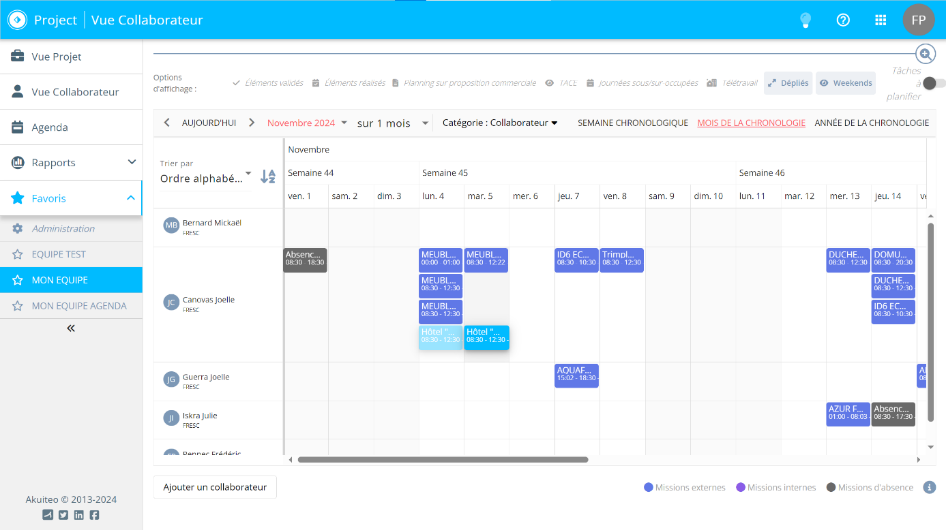 Project | Vue Collaborateur
FP
Vue Projet
Vue Collaborateur
Agenda
Rapports
Favoris
Administration
EQUIPE TEST
MON EQUIPE
MON EQUIPE AGENDA
Akuiteo © 2013-2024
Options d'affichage :
Éléments validés
Éléments réalisés
Planning sur proposition commerciale
TACE
Journées sous/sur-occupées
Télétravail
Dépliés
Weekends
Tâches à planifier
AUJOURD'HUI
Novembre 2024
sur 1 mois
Catégorie : Collaborateur
SEMAINE CHRONOLOGIQUE
MOIS DE LA CHRONOLOGIE
ANNÉE DE LA CHRONOLOGIE
Trier par
Ordre alphabé...
Novembre
Semaine 44 Semaine 45 Semaine 46
ven. 1 sam. 2 dim. 3 lun. 4 mar. 5 mer. 6 jeu. 7 ven. 8 sam. 9 dim. 10 lun. 11 mar. 12 mer. 13 jeu. 14
MB Bernard Mickaël
FRESC
JC Canovas Joelle
FRESC
Absenc...
08:30 - 18:30
MEUBL...
00:00 - 01:00
MEUBL...
08:30 - 12:22
ID6 EC...
08:30 - 10:30
Trimpl...
08:30 - 12:30
DUCHE...
08:30 - 12:30
DOMU...
08:30 - 20:30
MEUBL...
08:30 - 12:30
DUCHE...
08:30 - 12:30
MEUBL...
08:30 - 12:30
ID6 EC...
08:30 - 10:30
Hôtel "...
08:30 - 12:30
Hôtel "...
08:30 - 12:30
JG Guerra Joelle
FRESC
AQUAF...
15:02 - 18:30
JI Iskra Julie
FRESC
AZUR F...
01:00 - 08:03
Absenc...
08:30 - 17:30
Ajouter un collaborateur
Missions externes
Missions internes
Missions d'absence